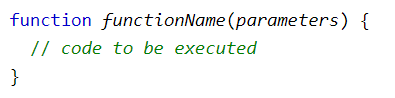 function functionName(parameters) {
  // code to be executed
}